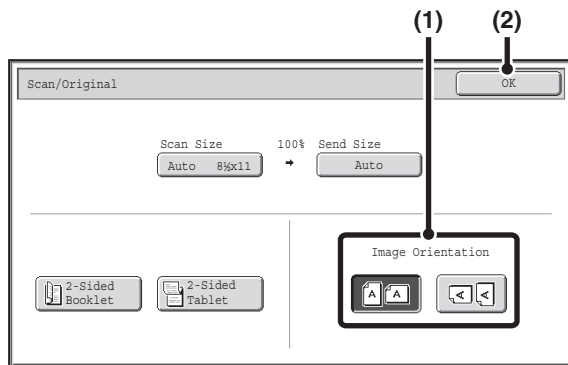 (1) (2)
Scan/Original OK
Scan Size 100% Send Size
Auto 8½x11 → Auto
Image Orientation
2-Sided Booklet
2-Sided Tablet
A A A A